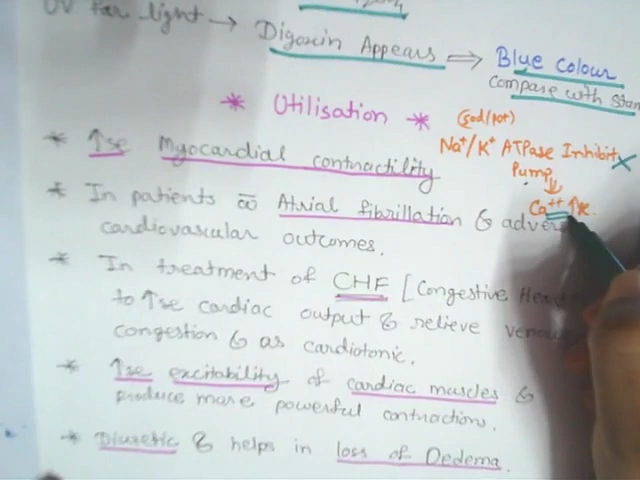 UV light → Digoxin Appears ⇒ Blue colour
compare with Stan
* Utilisation *
(sod/pot)
Na⁺/K⁺ ATPase Inhibit
Pump
Ca⁺⁺ ↑se.
* ↑se Myocardial contractility
* In patients w̄ Atrial fibrillation & adver
cardiovascular outcomes.
* In treatment of CHF [Congestive Hea
to ↑se cardiac output & relieve veno
congestion & as cardiotonic.
* ↑se excitability of cardiac muscles &
produce more powerful contractions.
* Diuretic & helps in loss of Oedema.